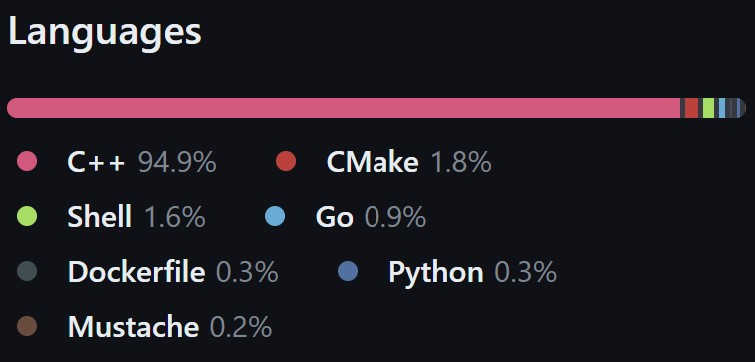 Languages
C++ 94.9% CMake 1.8%
Shell 1.6% Go 0.9%
Dockerfile 0.3% Python 0.3%
Mustache 0.2%